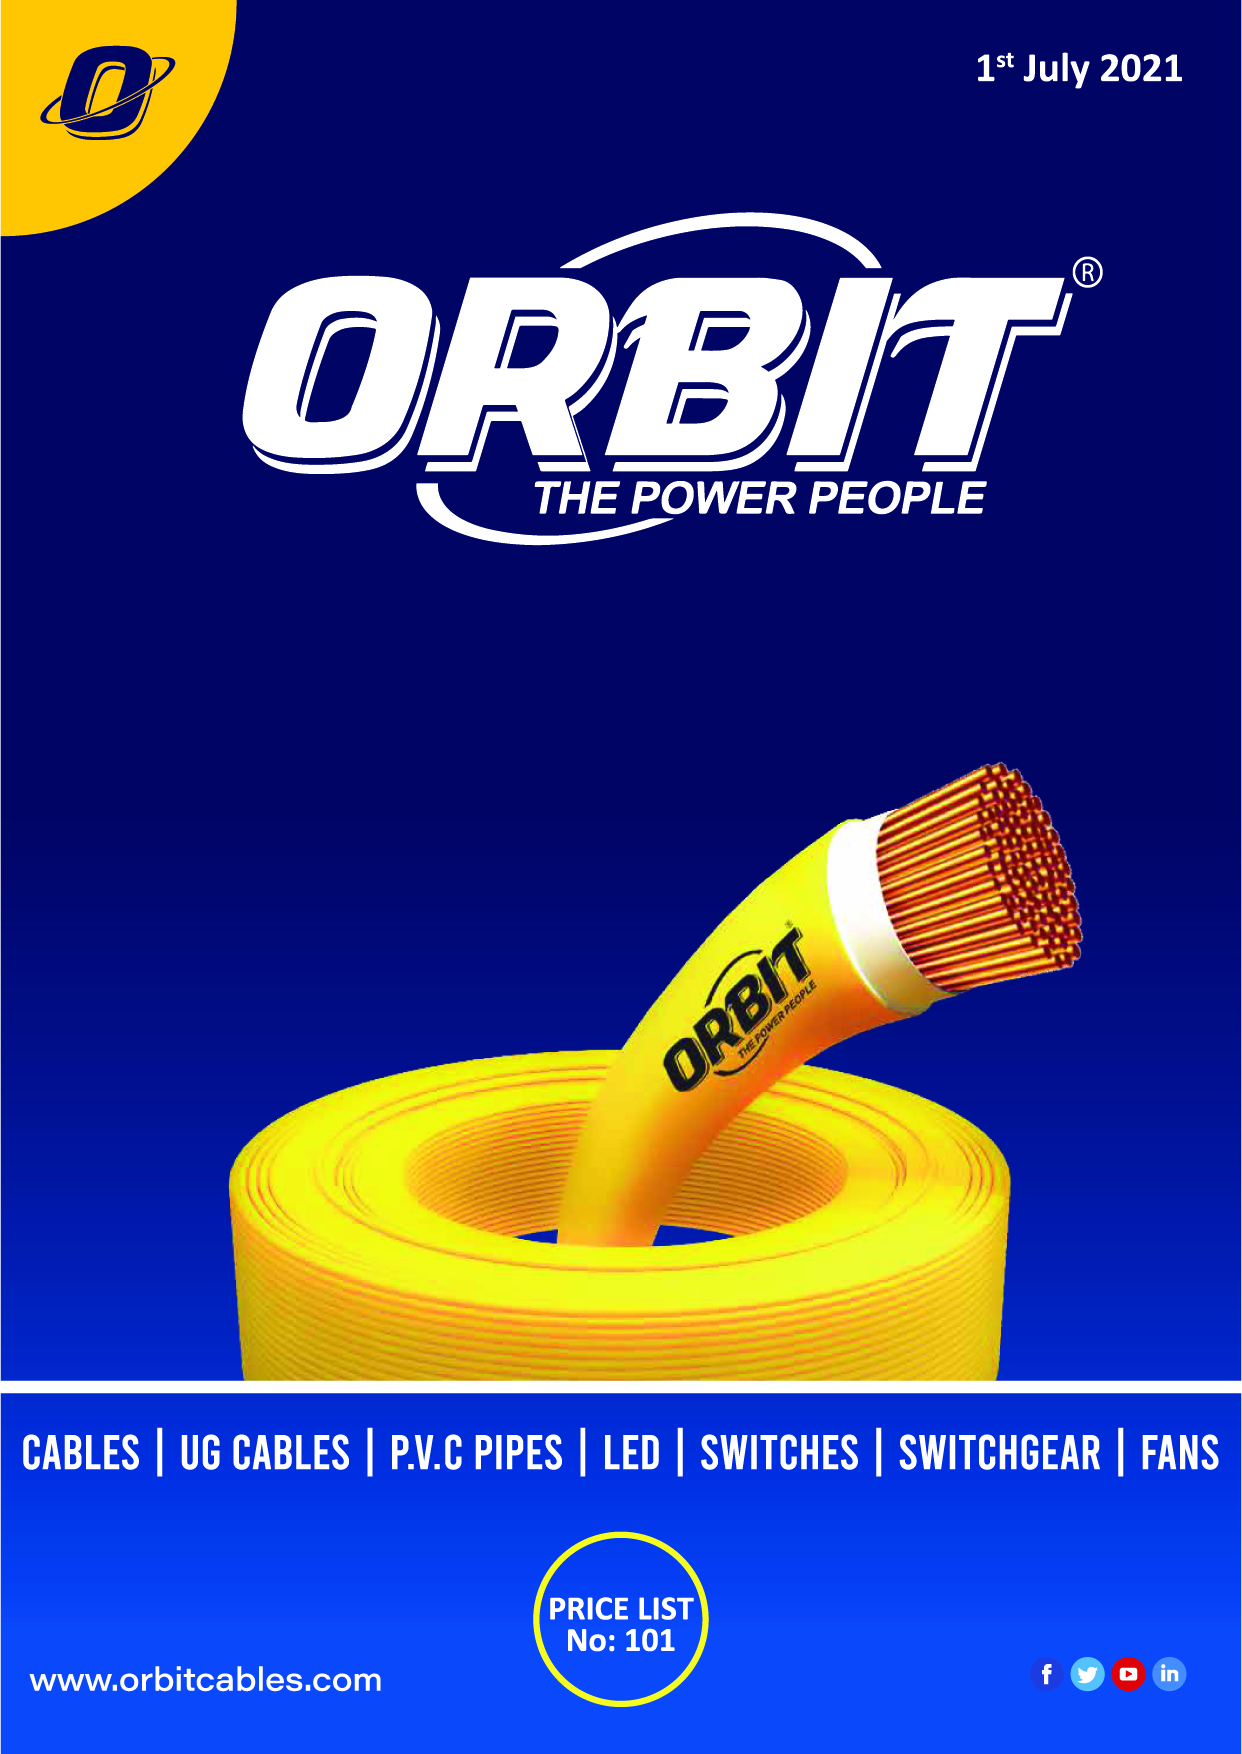 1st July 2021
O
ORBIT®
THE POWER PEOPLE
ORBIT®
THE POWER PEOPLE
CABLES | UG CABLES | P.V.C PIPES | LED | SWITCHES | SWITCHGEAR | FANS
PRICE LIST
No: 101
www.orbitcables.com